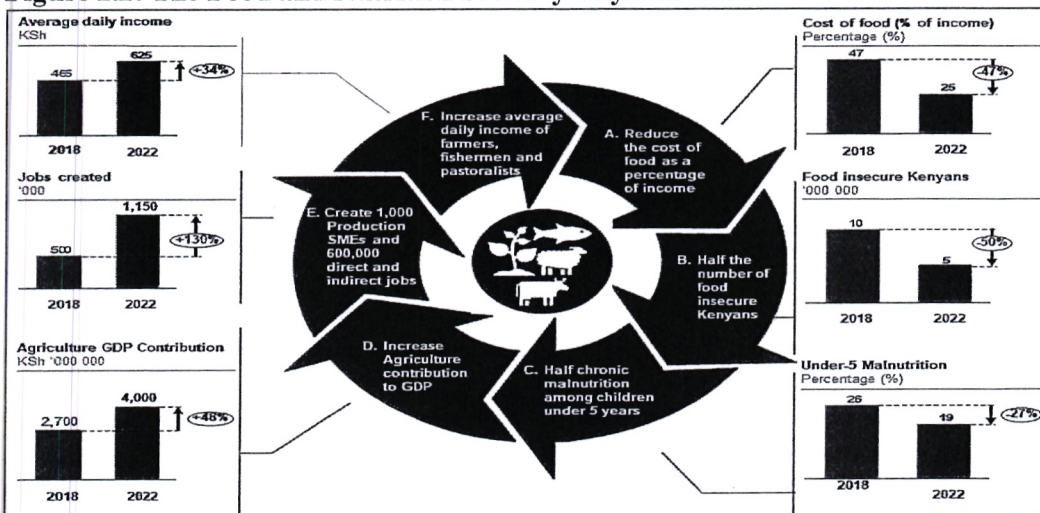 Average daily income
KSh
625
465
+34%
2018
2022
Jobs created
'000
1,150
500
+130%
2018
2022
Agriculture GDP Contribution
KSh '000 000
4,000
2,700
+48%
2018
2022
F. Increase average
daily income of
farmers,
fishermen and
pastoralists
A. Reduce
the cost of
food as a
percentage
of income
E. Create 1,000
Production
SMEs and
600,000
direct and
indirect jobs
B. Half the
number of
food
insecure
Kenyans
D. Increase
Agriculture
contribution
to GDP
C. Half chronic
malnutrition
among children
under 5 years
Cost of food (% of income)
Percentage (%)
47
-47%
25
2018
2022
Food insecure Kenyans
'000 000
10
-50%
5
2018
2022
Under-5 Malnutrition
Percentage (%)
26
19
-27%
2018
2022